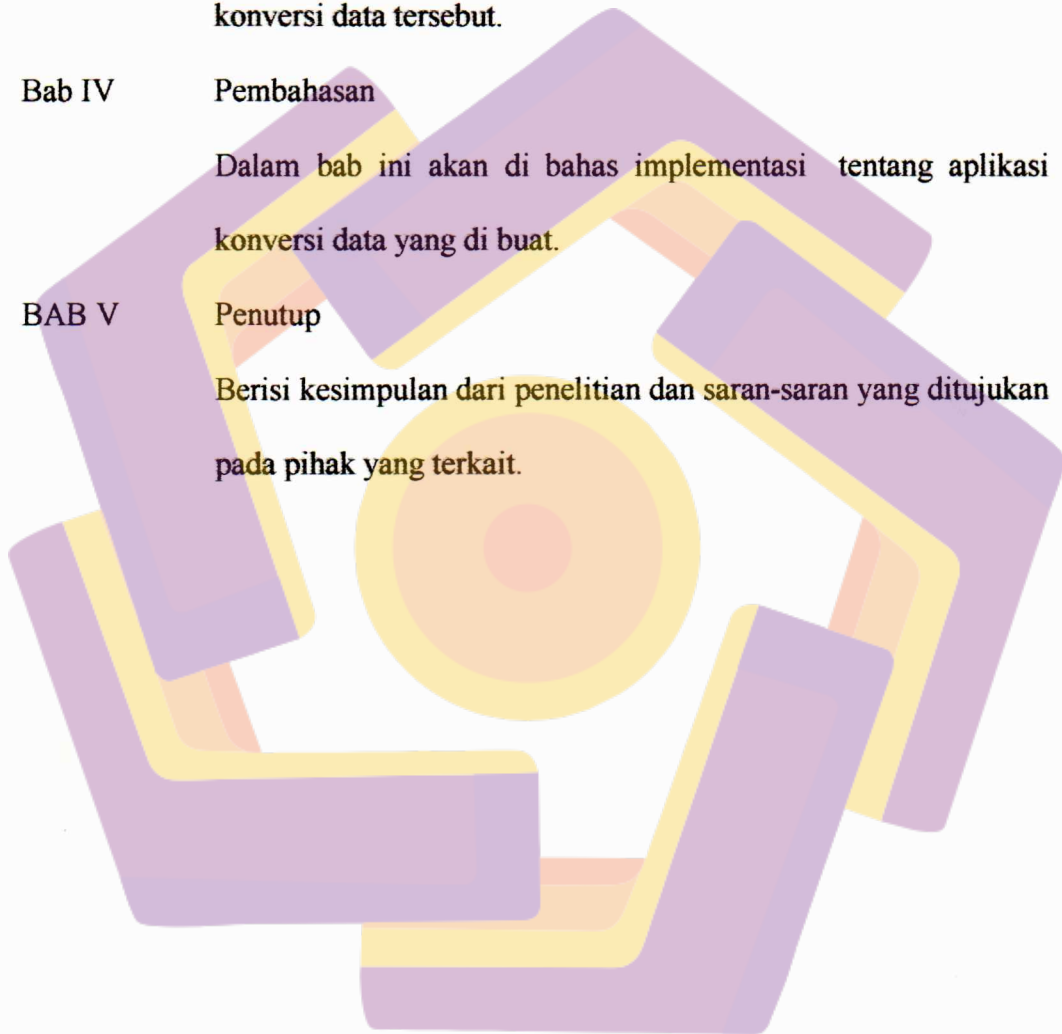 konversi data tersebut.
Bab IV Pembahasan
Dalam bab ini akan di bahas implementasi tentang aplikasi
konversi data yang di buat.
BAB V Penutup
Berisi kesimpulan dari penelitian dan saran-saran yang ditujukan
pada pihak yang terkait.